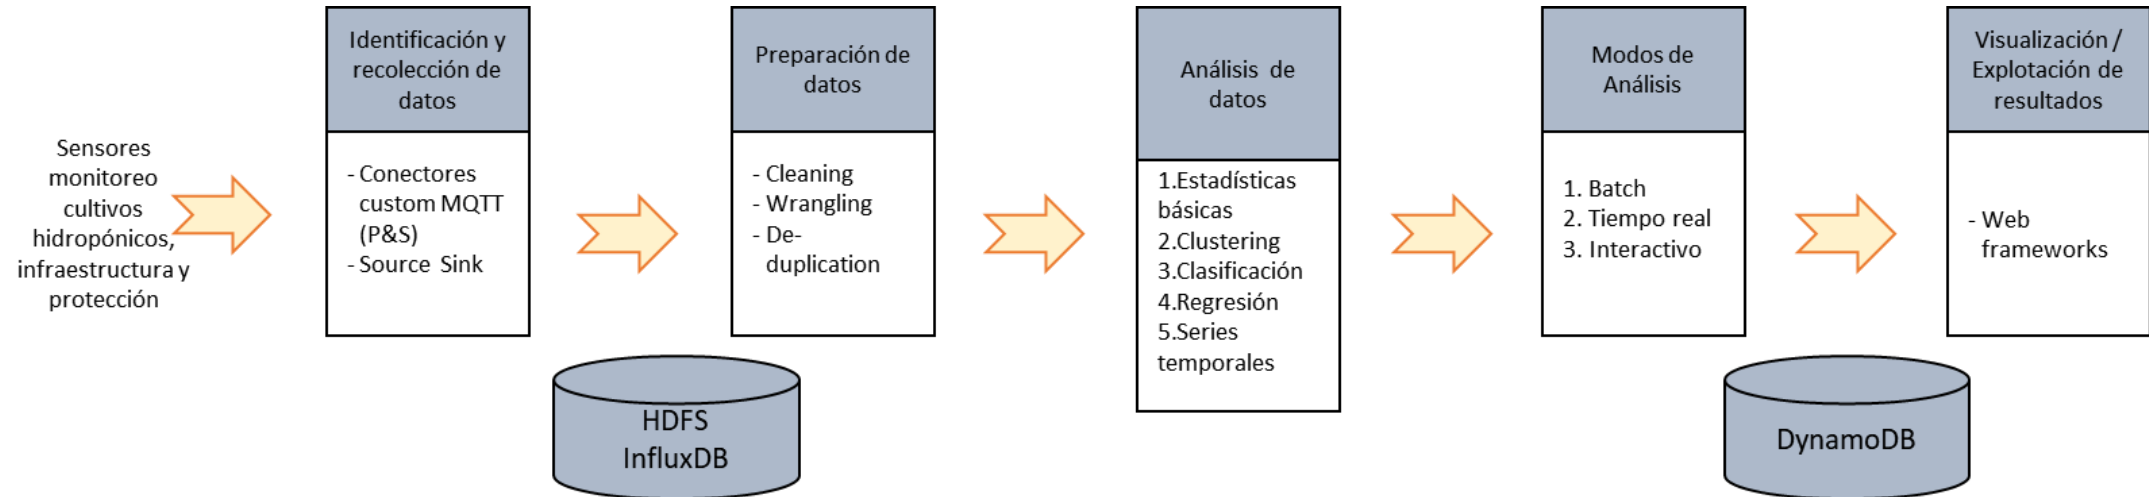 Sensores
monitoreo
cultivos
hidropónicos,
infraestructura y
protección
Identificación y
recolección de
datos
- Conectores
custom MQTT
(P&S)
- Source Sink
Preparación de
datos
- Cleaning
- Wrangling
- De-
duplication
HDFS
InfluxDB
Análisis de
datos
1.Estadísticas
básicas
2.Clustering
3.Clasificación
4.Regresión
5.Series
temporales
Modos de
Análisis
1. Batch
2. Tiempo real
3. Interactivo
Visualización /
Explotación de
resultados
- Web
frameworks
DynamoDB